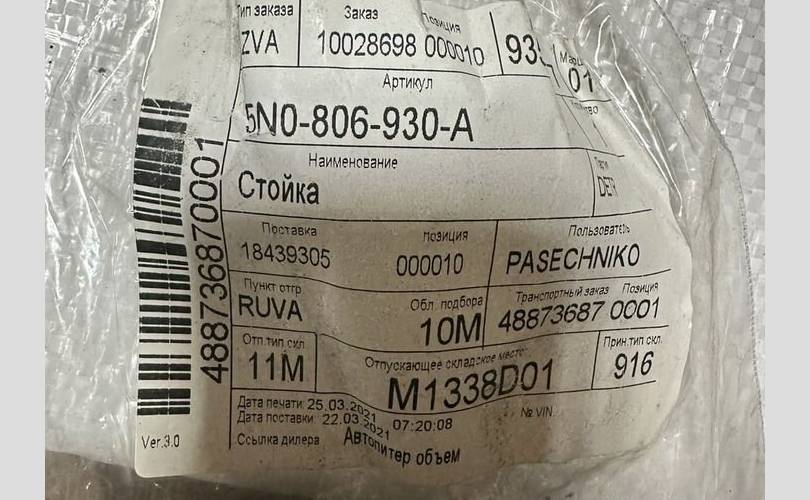 Тип заказа Заказ Позиция
ZVA 10028698 000010
01
Артикул
5N0-806-930-A
Наименование
Стойка
Поставка позиция Пользователь
18439305 000010 PASECHNIKO
Пункт отгр. Обл. подбора Транспортный заказ Позиция
RUVA 10M 48873687 0001
Отп.тип скл Отпускающее складское место Прин.тип скл.
11M M1338D01 916
Дата печати 25.03.2021 07:20:08 № VIN
Дата поставки 22.03.2021
Ссылка дилера Автопитер объем
Ver.3.0
488736870001